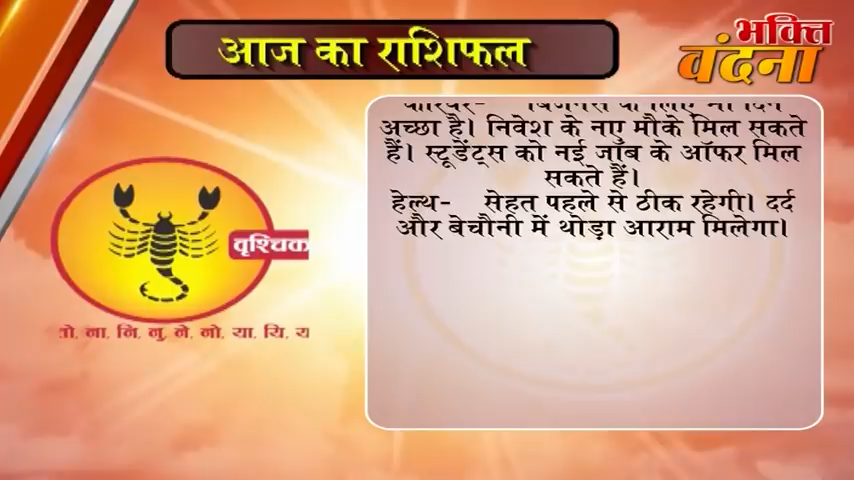 आज का राशिफल
भक्ति
वंदना
अच्छा है। निवेश के नए मौके मिल सकते
हैं। स्टूडेंट्स को नई जॉब के ऑफर मिल
सकते हैं।
हेल्थ- सेहत पहले से ठीक रहेगी। दर्द
और बेचौनी में थोड़ा आराम मिलेगा।
वृश्चिक
ना, नि, नु, ने, नो, या, यि,